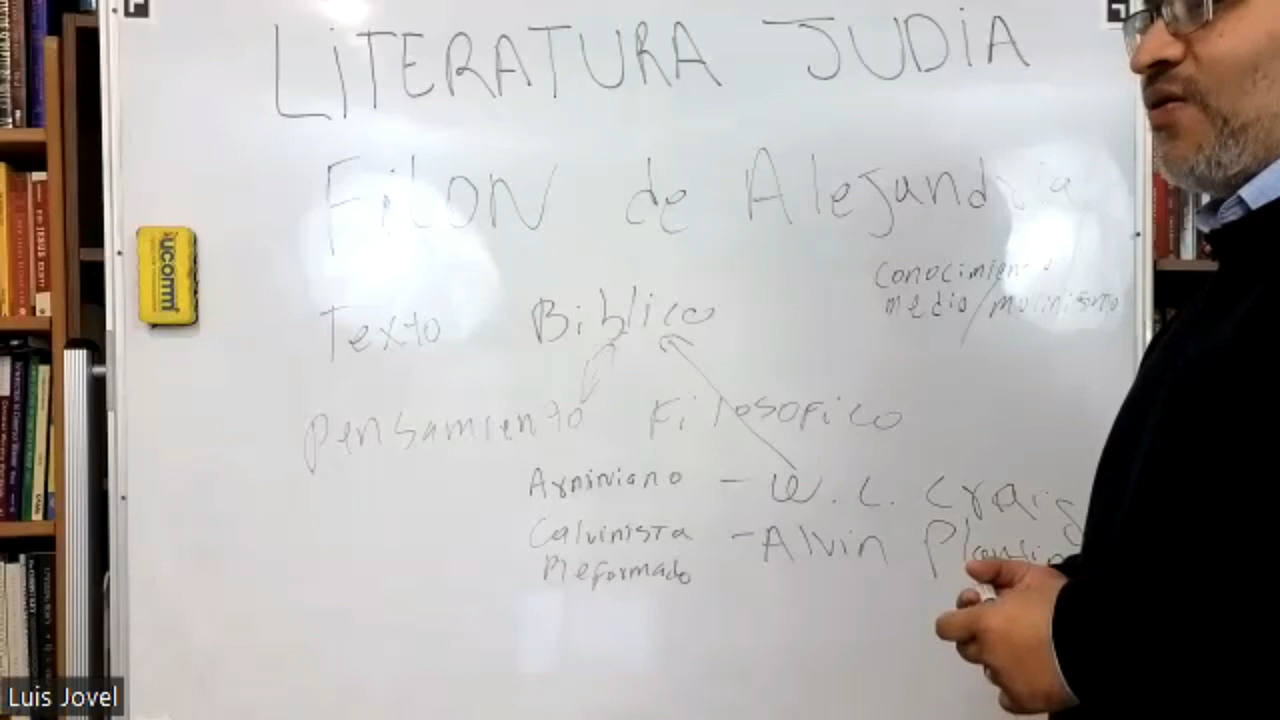 LITERATURA JUDIA
FiLON de Alejandria
conocimiento
medio/molinismo
Texto Biblico
Pensamiento Filosofico
Arminiano - W. L. Craig
Calvinista - Alvin
Reformado
ucomni
Luis Jovel